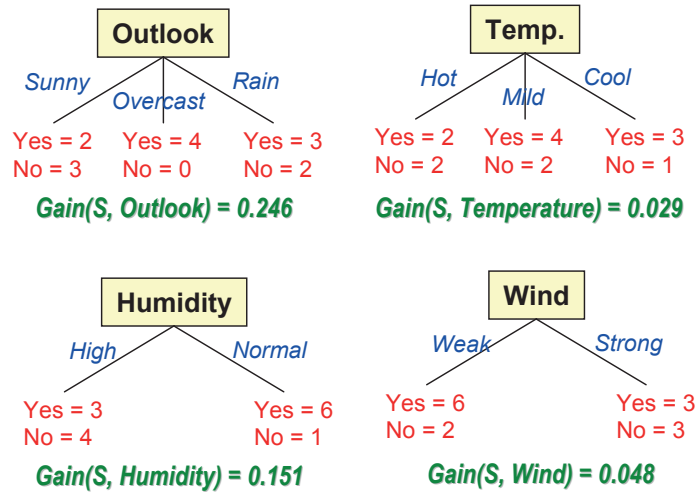 Outlook
Sunny
Overcast
Rain
Yes = 2
No = 3
Yes = 4
No = 0
Yes = 3
No = 2
Gain(S, Outlook) = 0.246
Temp.
Hot
Mild
Cool
Yes = 2
No = 2
Yes = 4
No = 2
Yes = 3
No = 1
Gain(S, Temperature) = 0.029
Humidity
High
Normal
Yes = 3
No = 4
Yes = 6
No = 1
Gain(S, Humidity) = 0.151
Wind
Weak
Strong
Yes = 6
No = 2
Yes = 3
No = 3
Gain(S, Wind) = 0.048